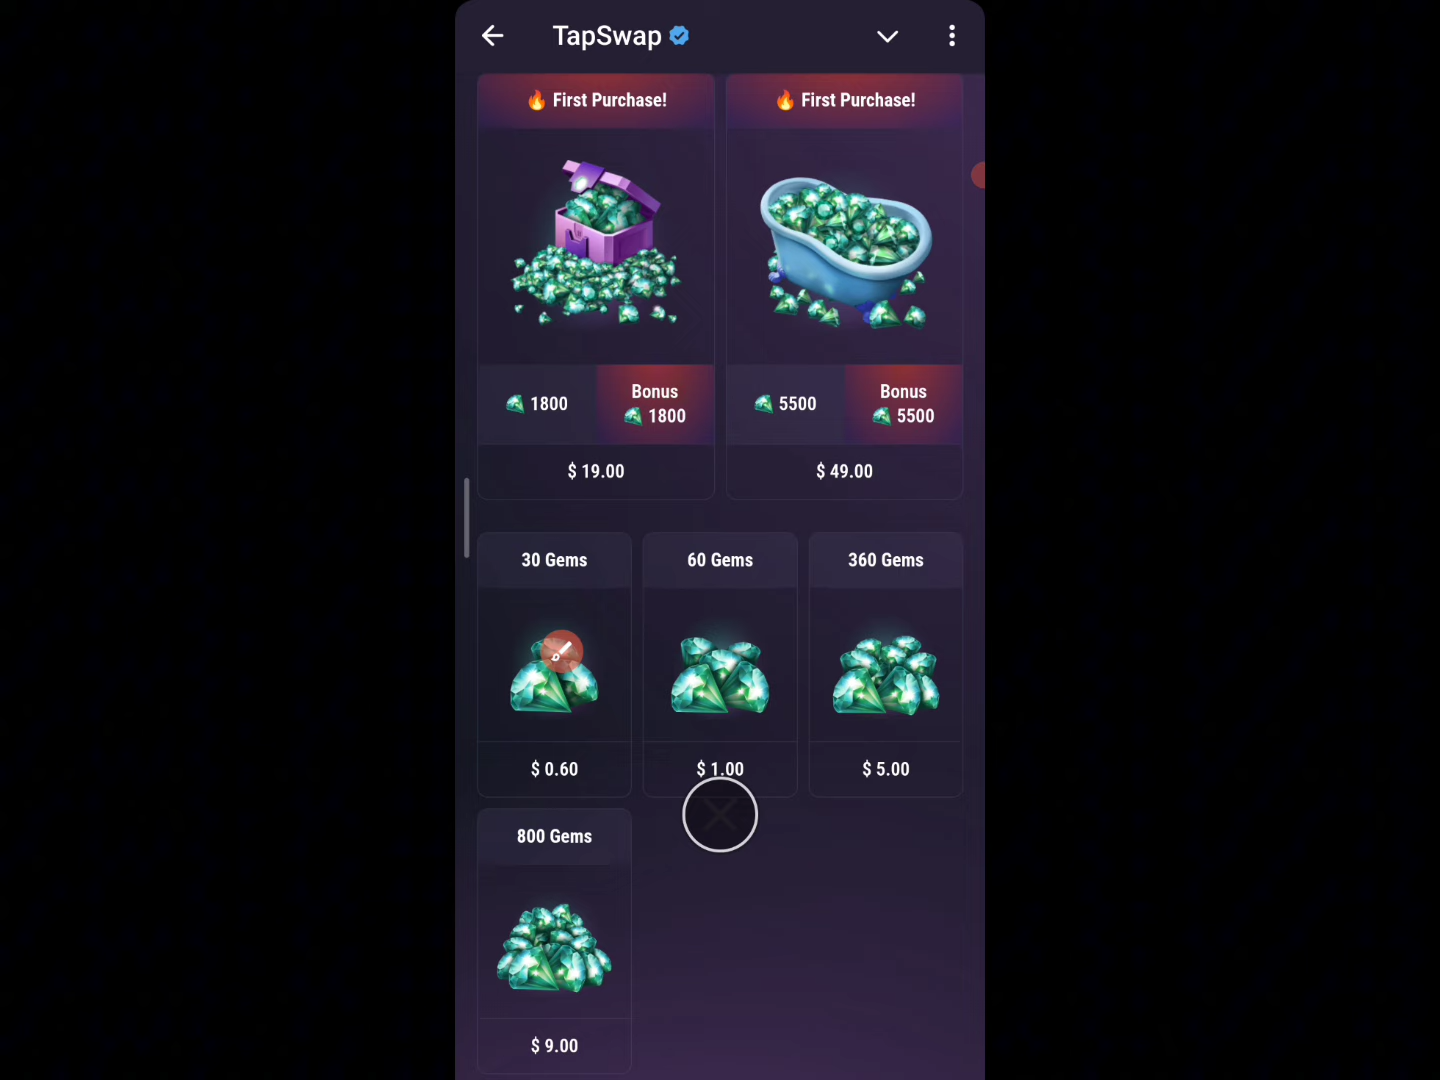 TapSwap
First Purchase!
First Purchase!
1800
Bonus
1800
5500
Bonus
5500
$ 19.00
$ 49.00
30 Gems
60 Gems
360 Gems
$ 0.60
$ 1.00
$ 5.00
800 Gems
$ 9.00